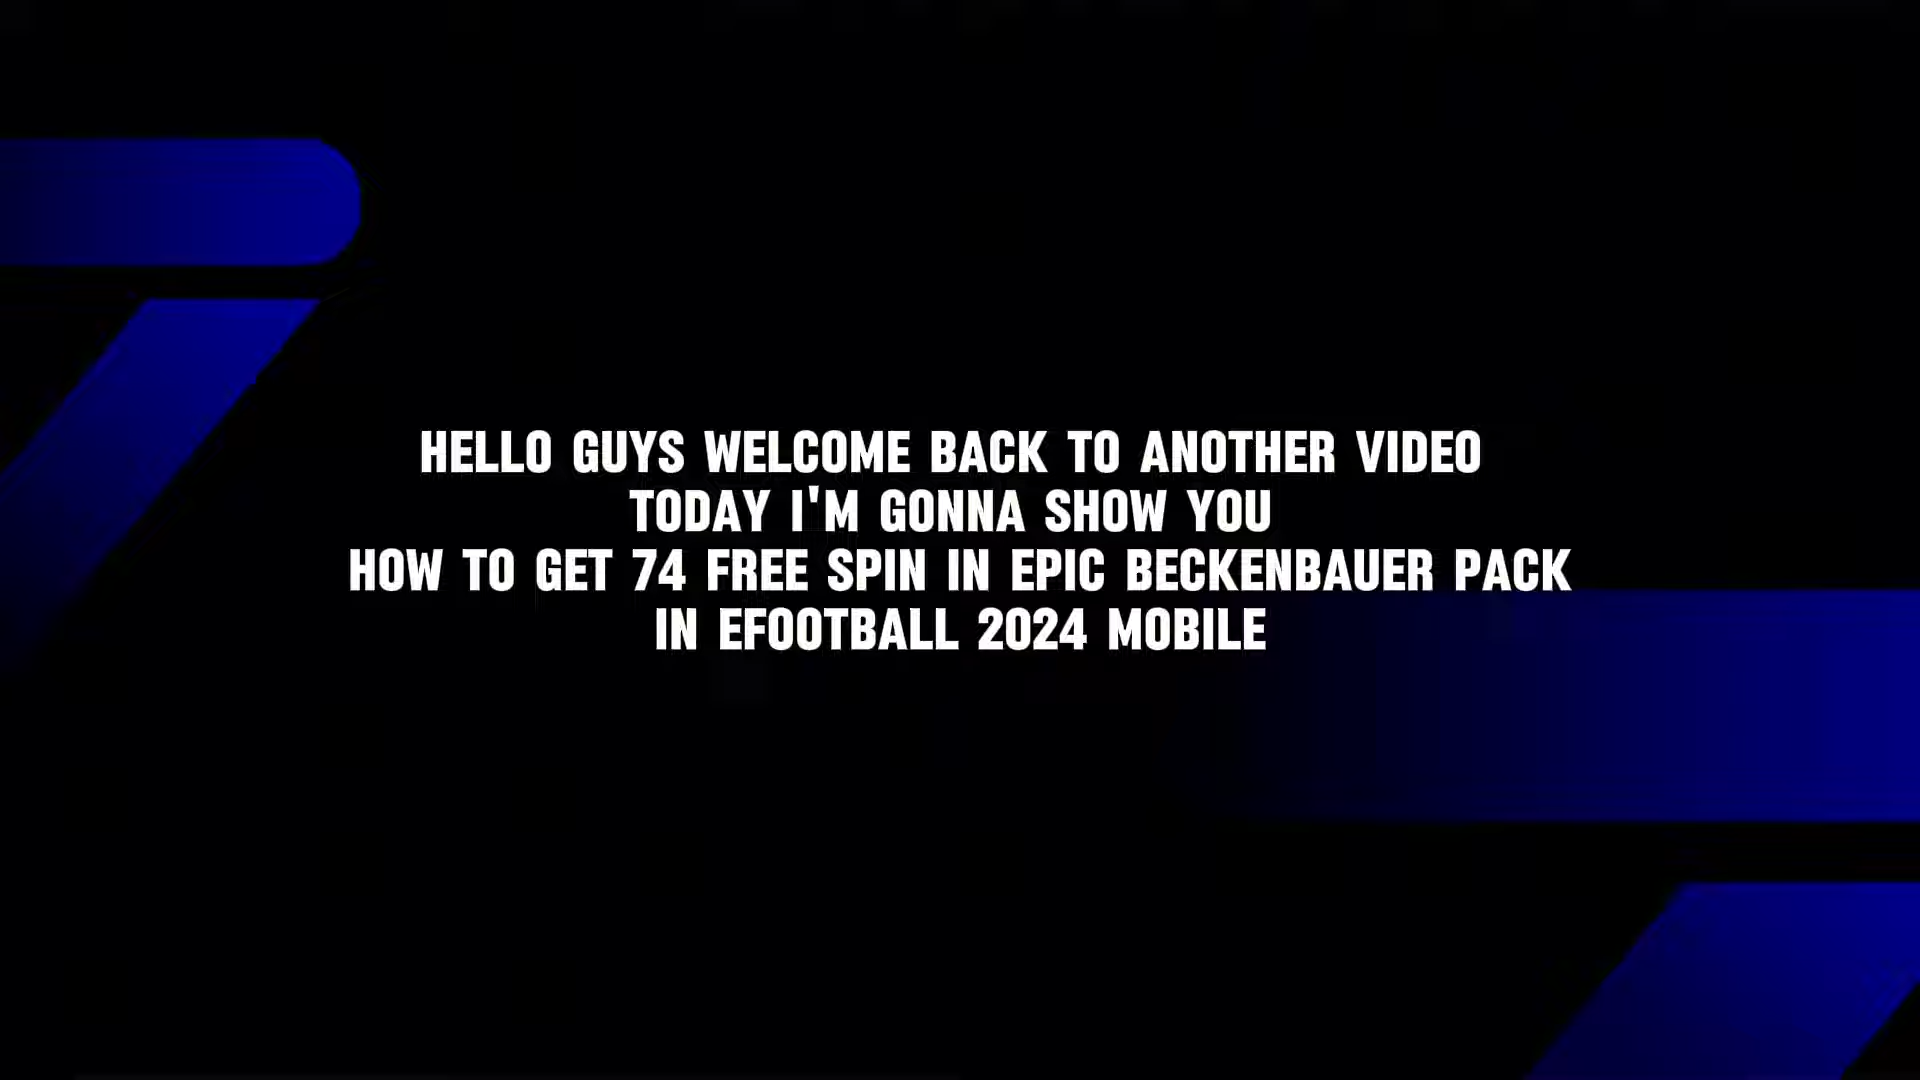 HELLO GUYS WELCOME BACK TO ANOTHER VIDEO
TODAY I'M GONNA SHOW YOU
HOW TO GET 74 FREE SPIN IN EPIC BECKENBAUER PACK
IN EFOOTBALL 2024 MOBILE